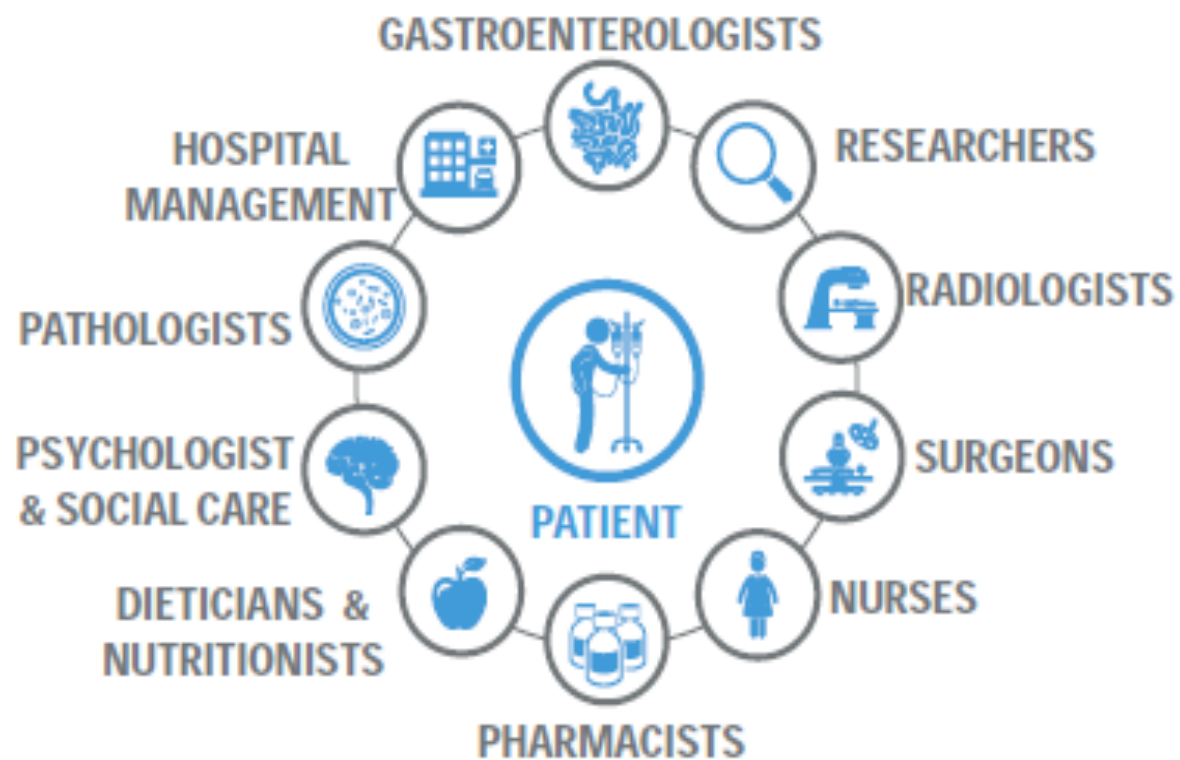 GASTROENTEROLOGISTS
HOSPITAL
MANAGEMENT
RESEARCHERS
RADIOLOGISTS
PATHOLOGISTS
PSYCHOLOGIST
& SOCIAL CARE
SURGEONS
PATIENT
DIETICIANS &
NUTRITIONISTS
NURSES
PHARMACISTS